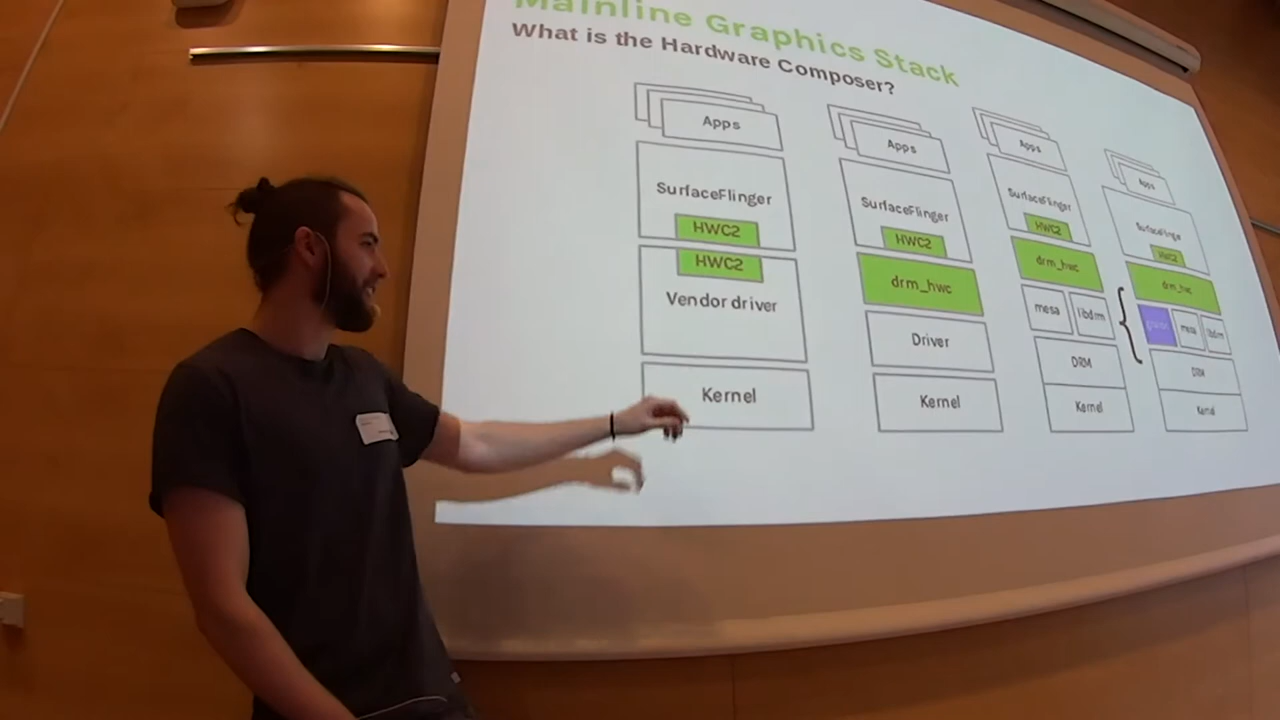 Mainline Graphics Stack
What is the Hardware Composer?
Apps
SurfaceFlinger
HWC2
HWC2
Vendor driver
Kernel
Apps
SurfaceFlinger
HWC2
drm_hwc
Driver
Kernel
Apps
SurfaceFlinger
HWC2
drm_hwc
mesa
libdrm
DRM
Kernel
Apps
SurfaceFlinger
HWC2
drm_hwc
mesa
libdrm
DRM
Kernel